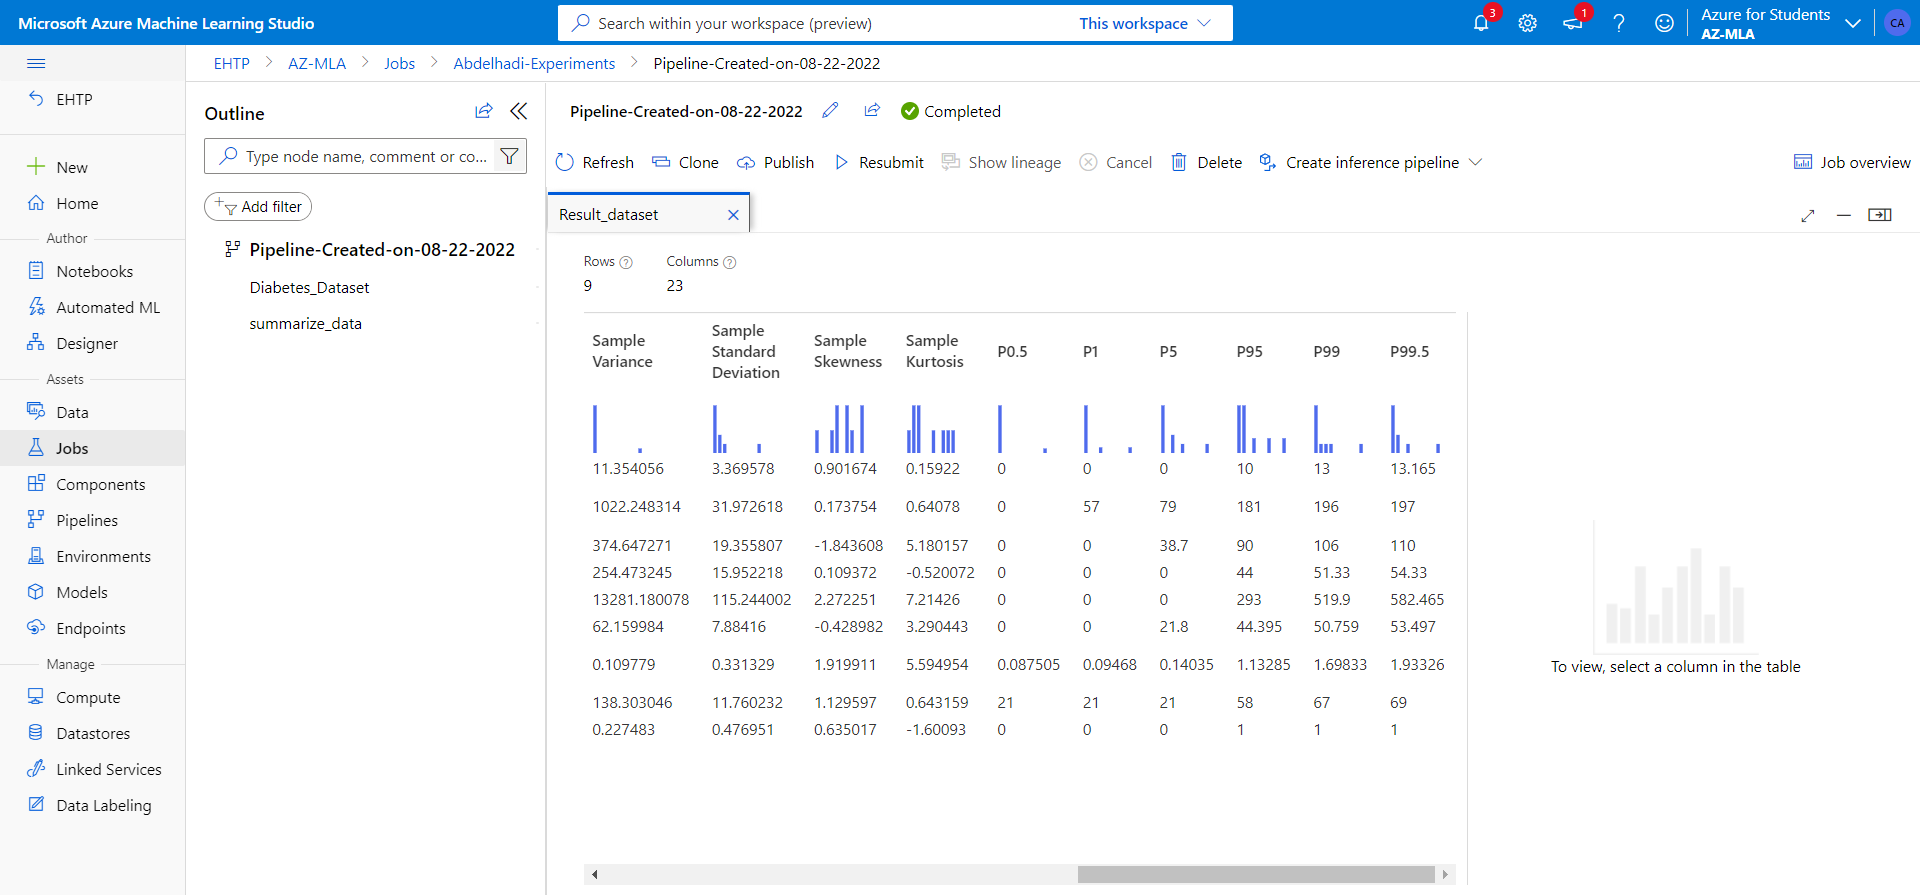 Microsoft Azure Machine Learning Studio
Search within your workspace (preview)
This workspace
3
1
?
Azure for Students
AZ-MLA
CA
EHTP > AZ-MLA > Jobs > Abdelhadi-Experiments > Pipeline-Created-on-08-22-2022
EHTP
New
Home
Author
Notebooks
Automated ML
Designer
Assets
Data
Jobs
Components
Pipelines
Environments
Models
Endpoints
Manage
Compute
Datastores
Linked Services
Data Labeling
Outline
Type node name, comment or co...
Add filter
Pipeline-Created-on-08-22-2022
Diabetes_Dataset
summarize_data
Pipeline-Created-on-08-22-2022 Completed
Refresh Clone Publish Resubmit Show lineage Cancel Delete Create inference pipeline Job overview
Result_dataset
Rows ? Columns ?
9 23
Sample Variance
Sample Standard Deviation
Sample Skewness
Sample Kurtosis
P0.5
P1
P5
P95
P99
P99.5
11.354056 3.369578 0.901674 0.15922 0 0 0 10 13 13.165
1022.248314 31.972618 0.173754 0.64078 0 57 79 181 196 197
374.647271 19.355807 -1.843608 5.180157 0 0 38.7 90 106 110
254.473245 15.952218 0.109372 -0.520072 0 0 0 44 51.33 54.33
13281.180078 115.244002 2.272251 7.21426 0 0 0 293 519.9 582.465
62.159984 7.88416 -0.428982 3.290443 0 0 21.8 44.395 50.759 53.497
0.109779 0.331329 1.919911 5.594954 0.087505 0.09468 0.14035 1.13285 1.69833 1.93326
138.303046 11.760232 1.129597 0.643159 21 21 21 58 67 69
0.227483 0.476951 0.635017 -1.60093 0 0 0 1 1 1
To view, select a column in the table